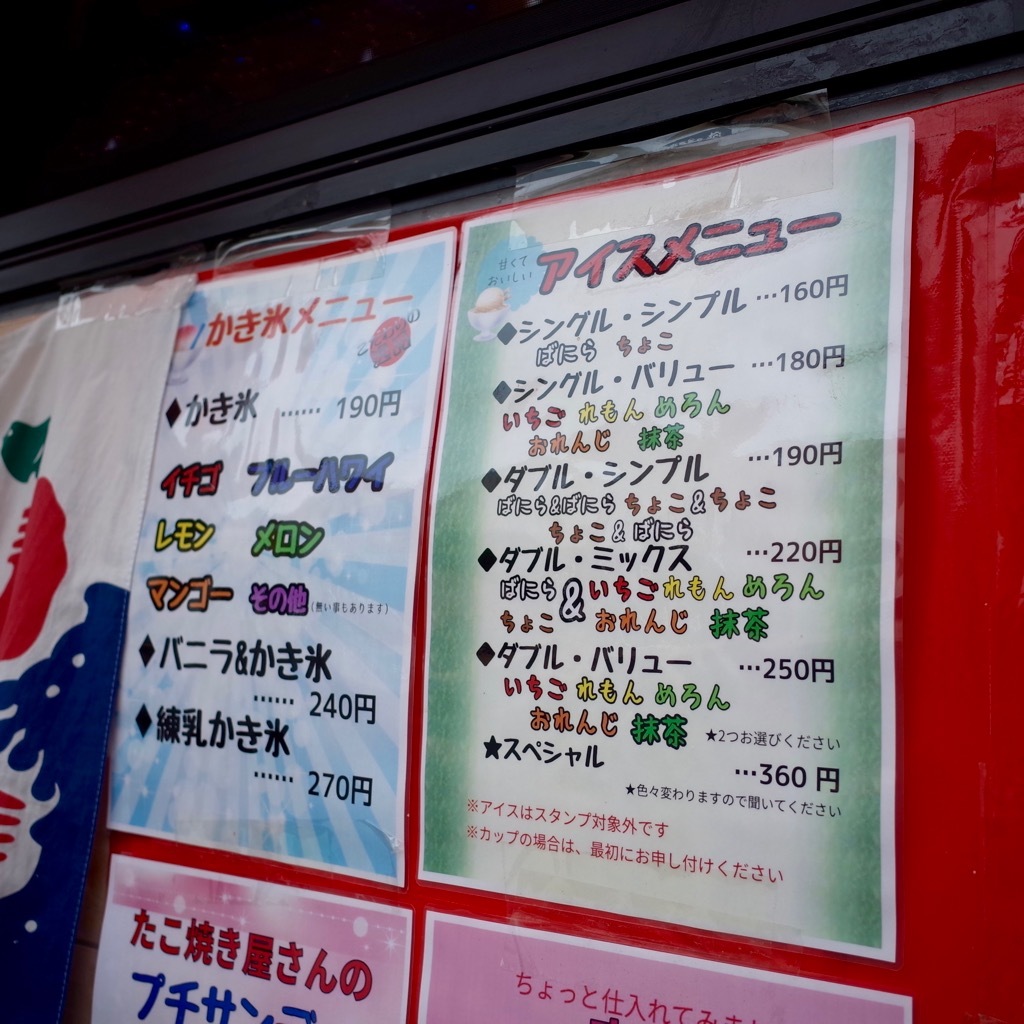 かき氷メニュー
の
◆かき氷 …… 190円
イチゴ ブルーハワイ
レモン メロン
マンゴー その他(無い事もあります)
◆バニラ&かき氷
…… 240円
◆練乳かき氷
…… 270円
甘くて
おいしい
アイスメニュー
◆シングル・シンプル …160円
ばにら ちょこ
◆シングル・バリュー …180円
いちご れもん めろん
おれんじ 抹茶
◆ダブル・シンプル …190円
ばにら&ばにら ちょこ&ちょこ
ちょこ&ばにら
◆ダブル・ミックス …220円
ばにら & いちご れもん めろん
ちょこ おれんじ 抹茶
◆ダブル・バリュー …250円
いちご れもん めろん
おれんじ 抹茶 ★2つお選びください
★スペシャル …360円
★色々変わりますので聞いてください
※アイスはスタンプ対象外です
※カップの場合は、最初にお申し付けください
たこ焼き屋さんの
プチサンゴ
ちょっと仕入れてみま